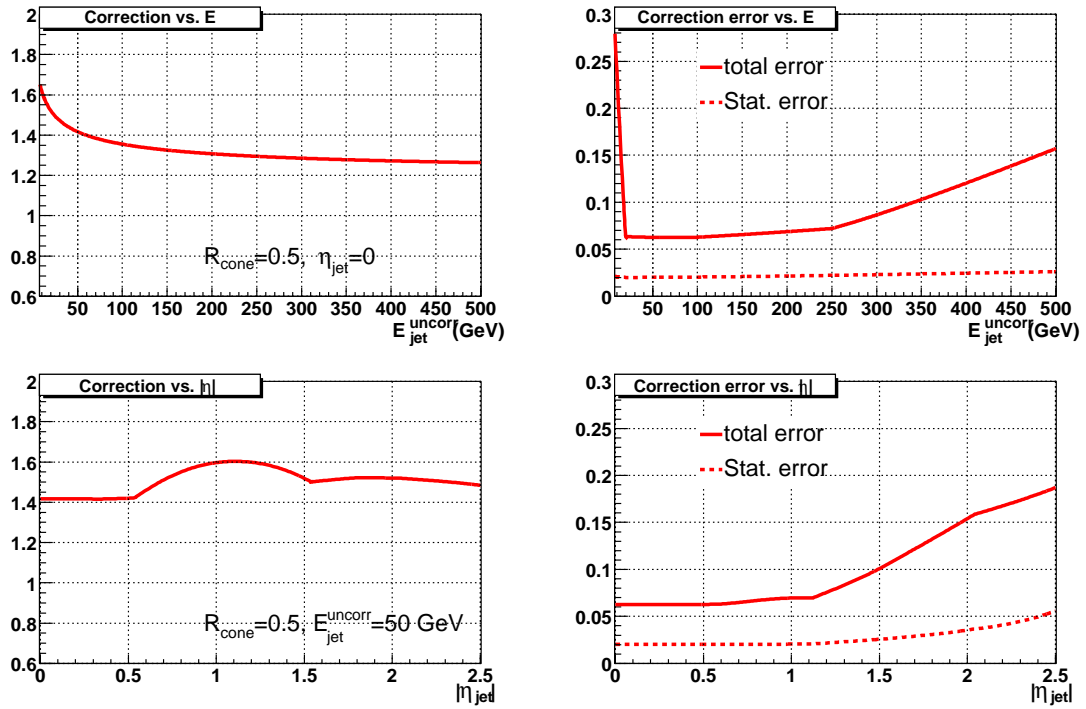 Correction vs. E
2
1.8
1.6
1.4
1.2
1
0.8
0.6
R_cone=0.5, η_jet=0
50 100 150 200 250 300 350 400 450 500
E_jet^uncorr(GeV)
Correction error vs. E
0.3
0.25
0.2
0.15
0.1
0.05
0
total error
Stat. error
50 100 150 200 250 300 350 400 450 500
E_jet^uncorr(GeV)
Correction vs. |η|
2
1.8
1.6
1.4
1.2
1
0.8
0.6
R_cone=0.5, E_jet^uncorr=50 GeV
0 0.5 1 1.5 2 2.5
|η_jet|
Correction error vs. |η|
0.3
0.25
0.2
0.15
0.1
0.05
0
total error
Stat. error
0 0.5 1 1.5 2 2.5
|η_jet|